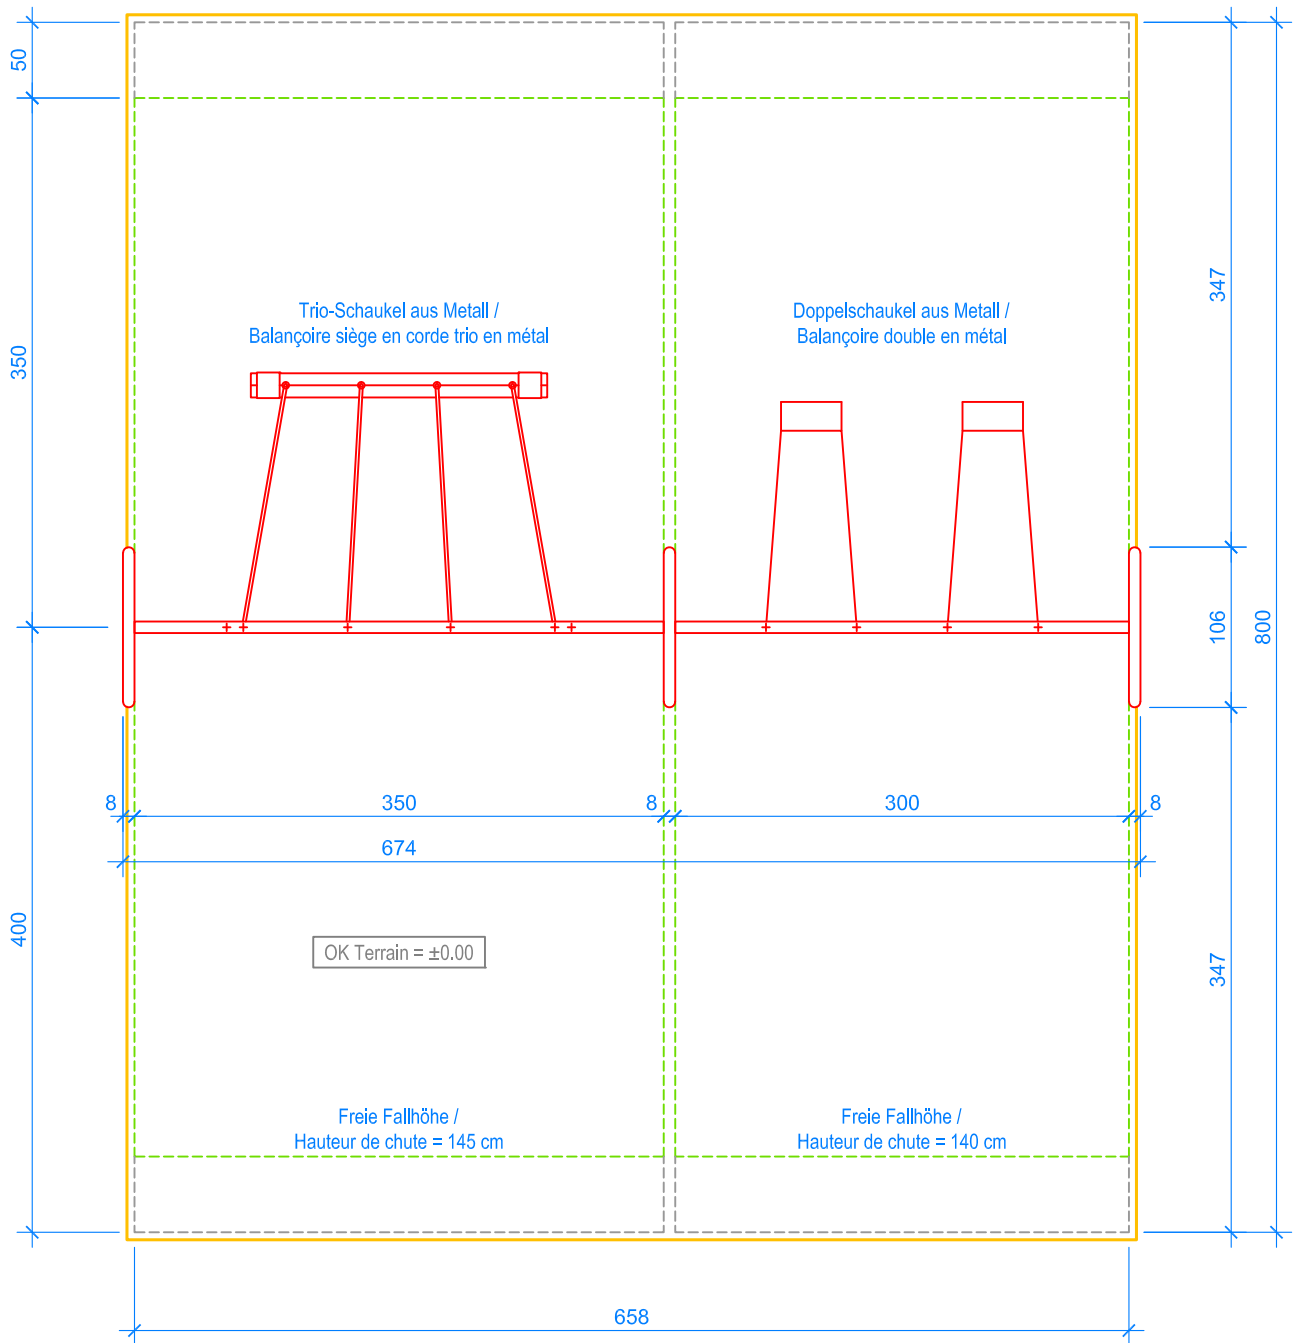 50
350
400
Trio-Schaukel aus Metall /
Balançoire siège en corde trio en métal
Doppelschaukel aus Metall /
Balançoire double en métal
347
106
800
347
8
350
8
300
8
674
OK Terrain = ±0.00
Freie Fallhöhe /
Hauteur de chute = 145 cm
Freie Fallhöhe /
Hauteur de chute = 140 cm
658